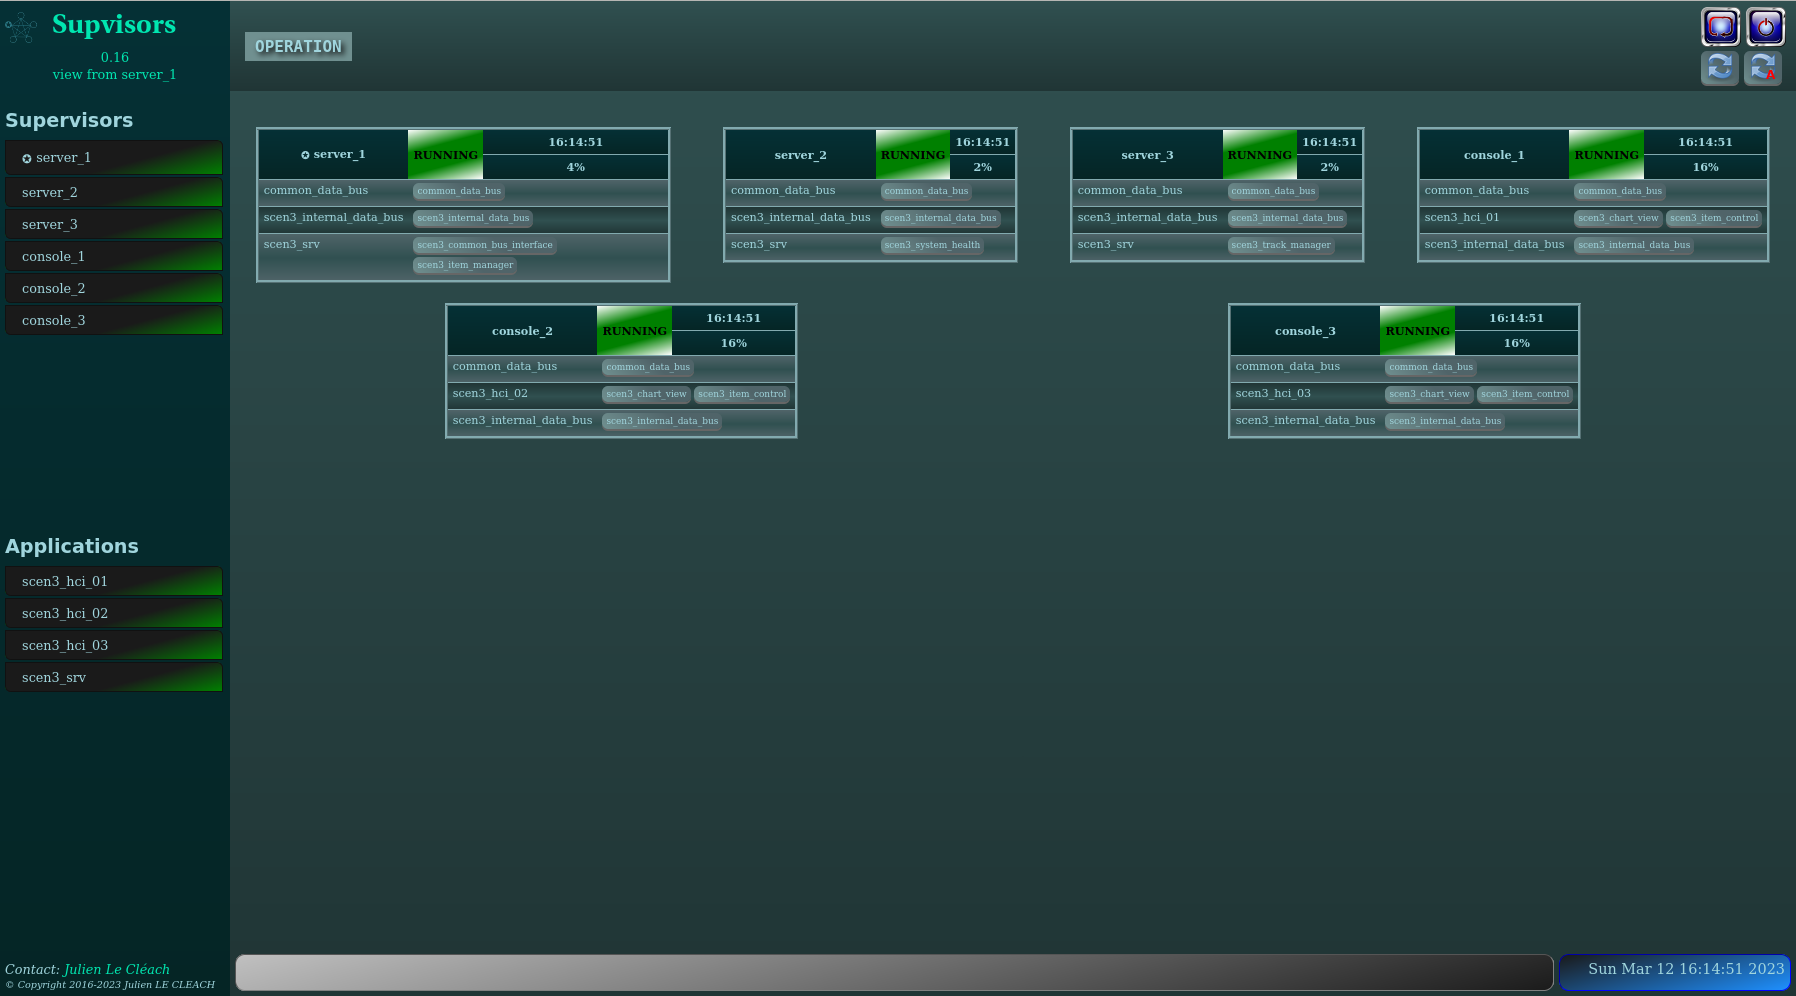 Supvisors
0.16
view from server_1
Supervisors
✪ server_1
server_2
server_3
console_1
console_2
console_3
Applications
scen3_hci_01
scen3_hci_02
scen3_hci_03
scen3_srv
Contact: Julien Le Cléach
© Copyright 2016-2023 Julien LE CLEACH
OPERATION
A
✪ server_1 RUNNING 16:14:51
4%
common_data_bus common_data_bus
scen3_internal_data_bus scen3_internal_data_bus
scen3_srv scen3_common_bus_interface
scen3_item_manager
server_2 RUNNING 16:14:51
2%
common_data_bus common_data_bus
scen3_internal_data_bus scen3_internal_data_bus
scen3_srv scen3_system_health
server_3 RUNNING 16:14:51
2%
common_data_bus common_data_bus
scen3_internal_data_bus scen3_internal_data_bus
scen3_srv scen3_track_manager
console_1 RUNNING 16:14:51
16%
common_data_bus common_data_bus
scen3_hci_01 scen3_chart_view scen3_item_control
scen3_internal_data_bus scen3_internal_data_bus
console_2 RUNNING 16:14:51
16%
common_data_bus common_data_bus
scen3_hci_02 scen3_chart_view scen3_item_control
scen3_internal_data_bus scen3_internal_data_bus
console_3 RUNNING 16:14:51
16%
common_data_bus common_data_bus
scen3_hci_03 scen3_chart_view scen3_item_control
scen3_internal_data_bus scen3_internal_data_bus
Sun Mar 12 16:14:51 2023